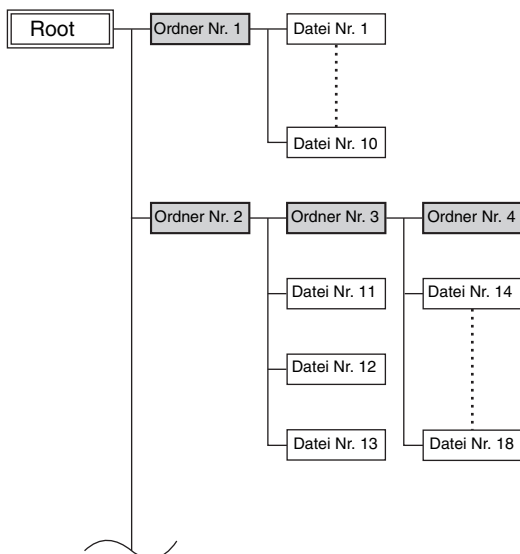 Root
Ordner Nr. 1
Datei Nr. 1
Datei Nr. 10
Ordner Nr. 2
Ordner Nr. 3
Ordner Nr. 4
Datei Nr. 11
Datei Nr. 14
Datei Nr. 12
Datei Nr. 13
Datei Nr. 18